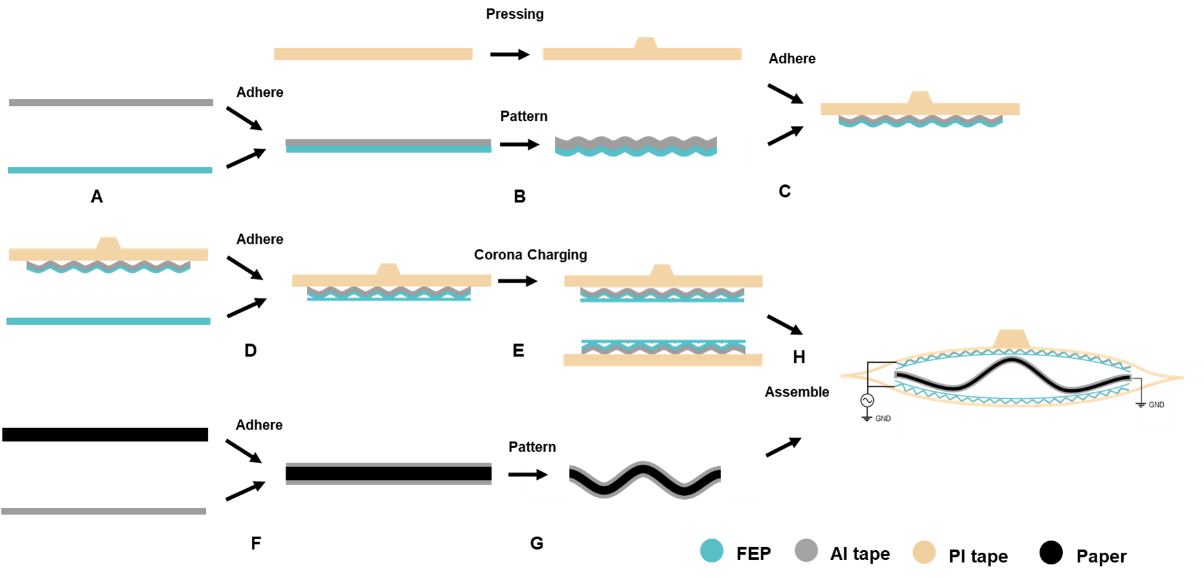 Pressing
Adhere
Adhere
Pattern
A
B
C
Adhere
Corona Charging
D
E
H
Assemble
GND
GND
Adhere
Pattern
F
G
FEP
Al tape
PI tape
Paper